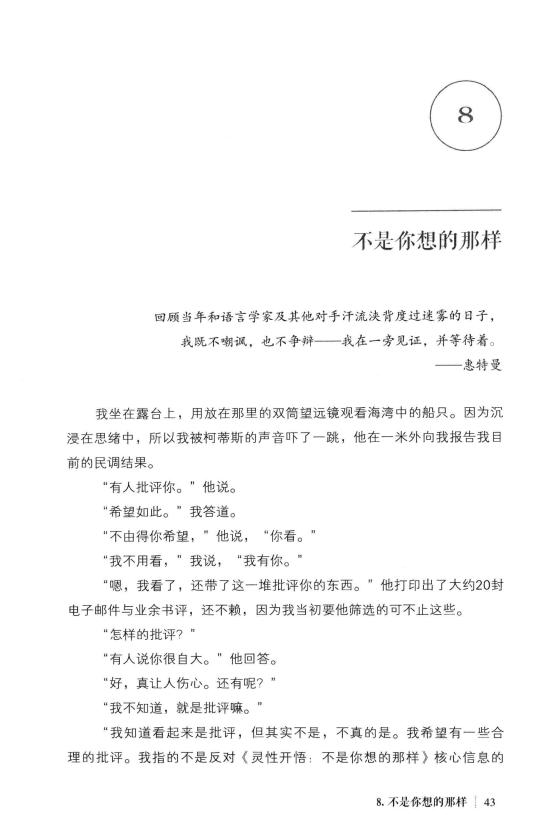 8
不是你想的那样
回顾当年和语言学家及其他对手汗流浃背度过迷雾的日子，
我既不嘲讽，也不争辩——我在一旁见证，并等待着。
——惠特曼
我坐在露台上，用放在那里的双筒望远镜观看海湾中的船只。因为沉
浸在思绪中，所以我被柯蒂斯的声音吓了一跳，他在一米外向我报告我目
前的民调结果。
“有人批评你。”他说。
“希望如此。”我答道。
“不由得你希望，”他说，“你看。”
“我不用看，”我说，“我有你。”
“嗯，我看了，还带了这一堆批评你的东西。”他打印出了大约20封
电子邮件与业余书评，还不赖，因为我当初要他筛选的可不止这些。
“怎样的批评？”
“有人说你很自大。”他回答。
“好，真让人伤心。还有呢？”
“我不知道，就是批评嘛。”
“我知道看起来是批评，但其实不是，不真的是。我希望有一些合
理的批评。我指的不是反对《灵性开悟：不是你想的那样》核心信息的
8. 不是你想的那样 | 43